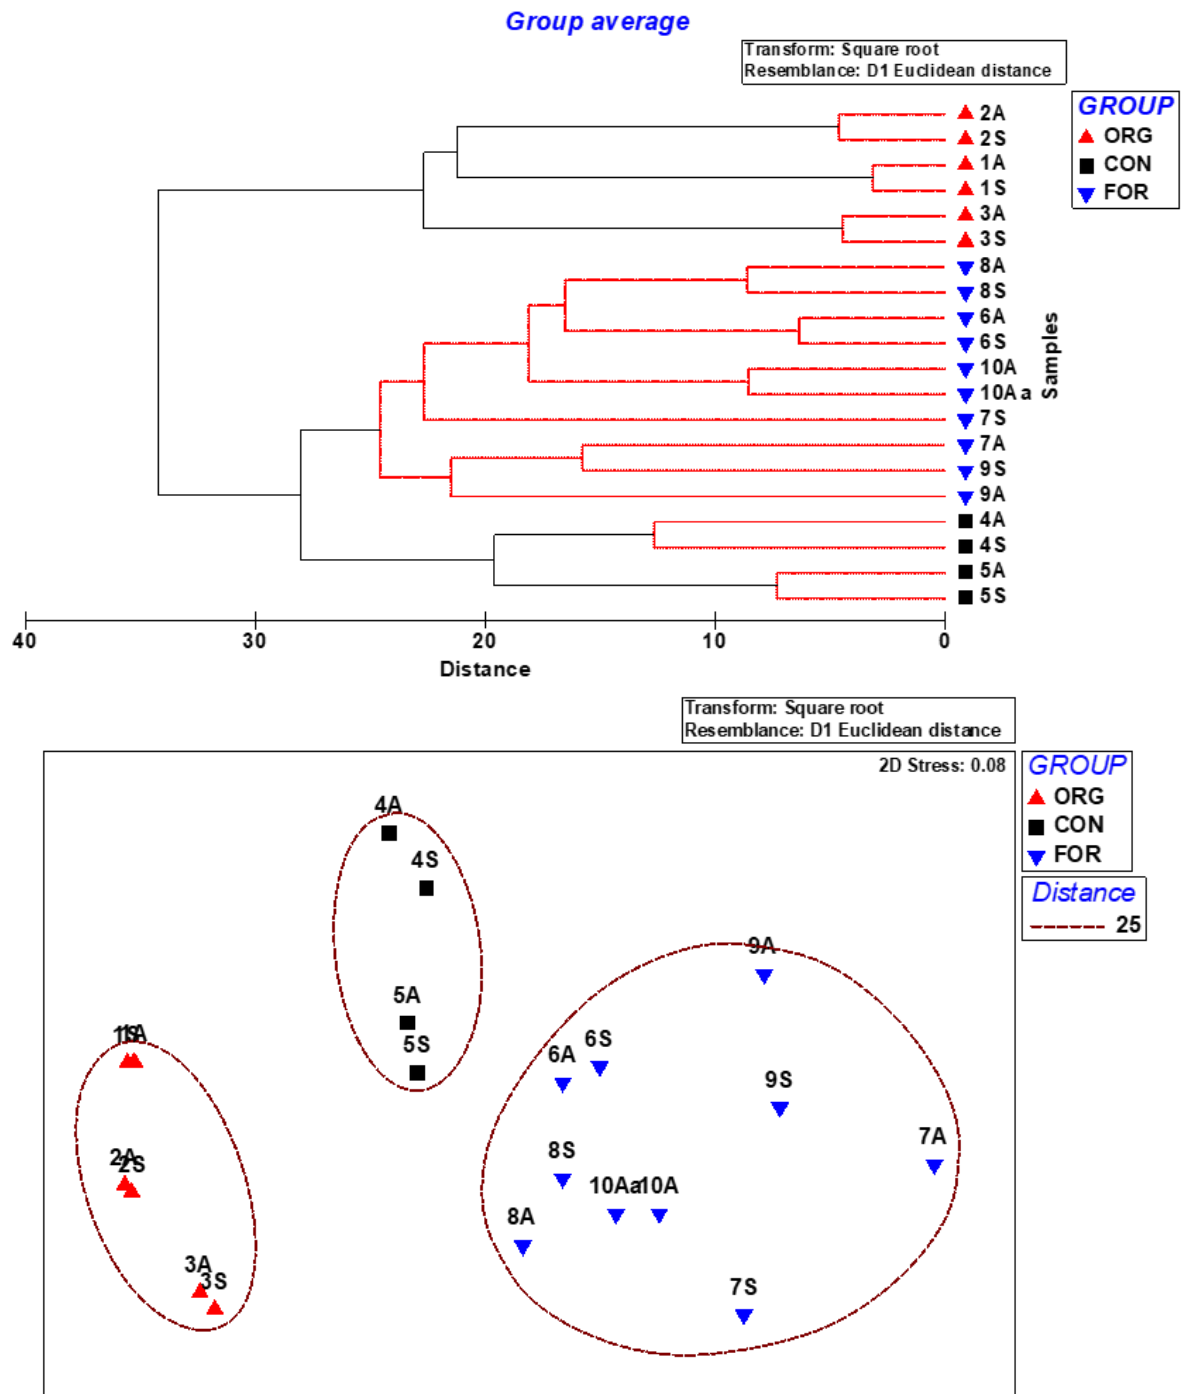 Group average
Transform: Square root
Resemblance: D1 Euclidean distance
GROUP
ORG
CON
FOR
2A
2S
1A
1S
3A
3S
8A
8S
6A
6S
10A
10Aa
7S
7A
9S
9A
4A
4S
5A
5S
Samples
40 30 20 10 0
Distance
Transform: Square root
Resemblance: D1 Euclidean distance
2D Stress: 0.08
GROUP
ORG
CON
FOR
Distance
25
4A
4S
9A
5A
1S 1A
5S
6A 6S
9S
7A
2A
2S
8S
10Aa 10A
8A
3A
3S
7S